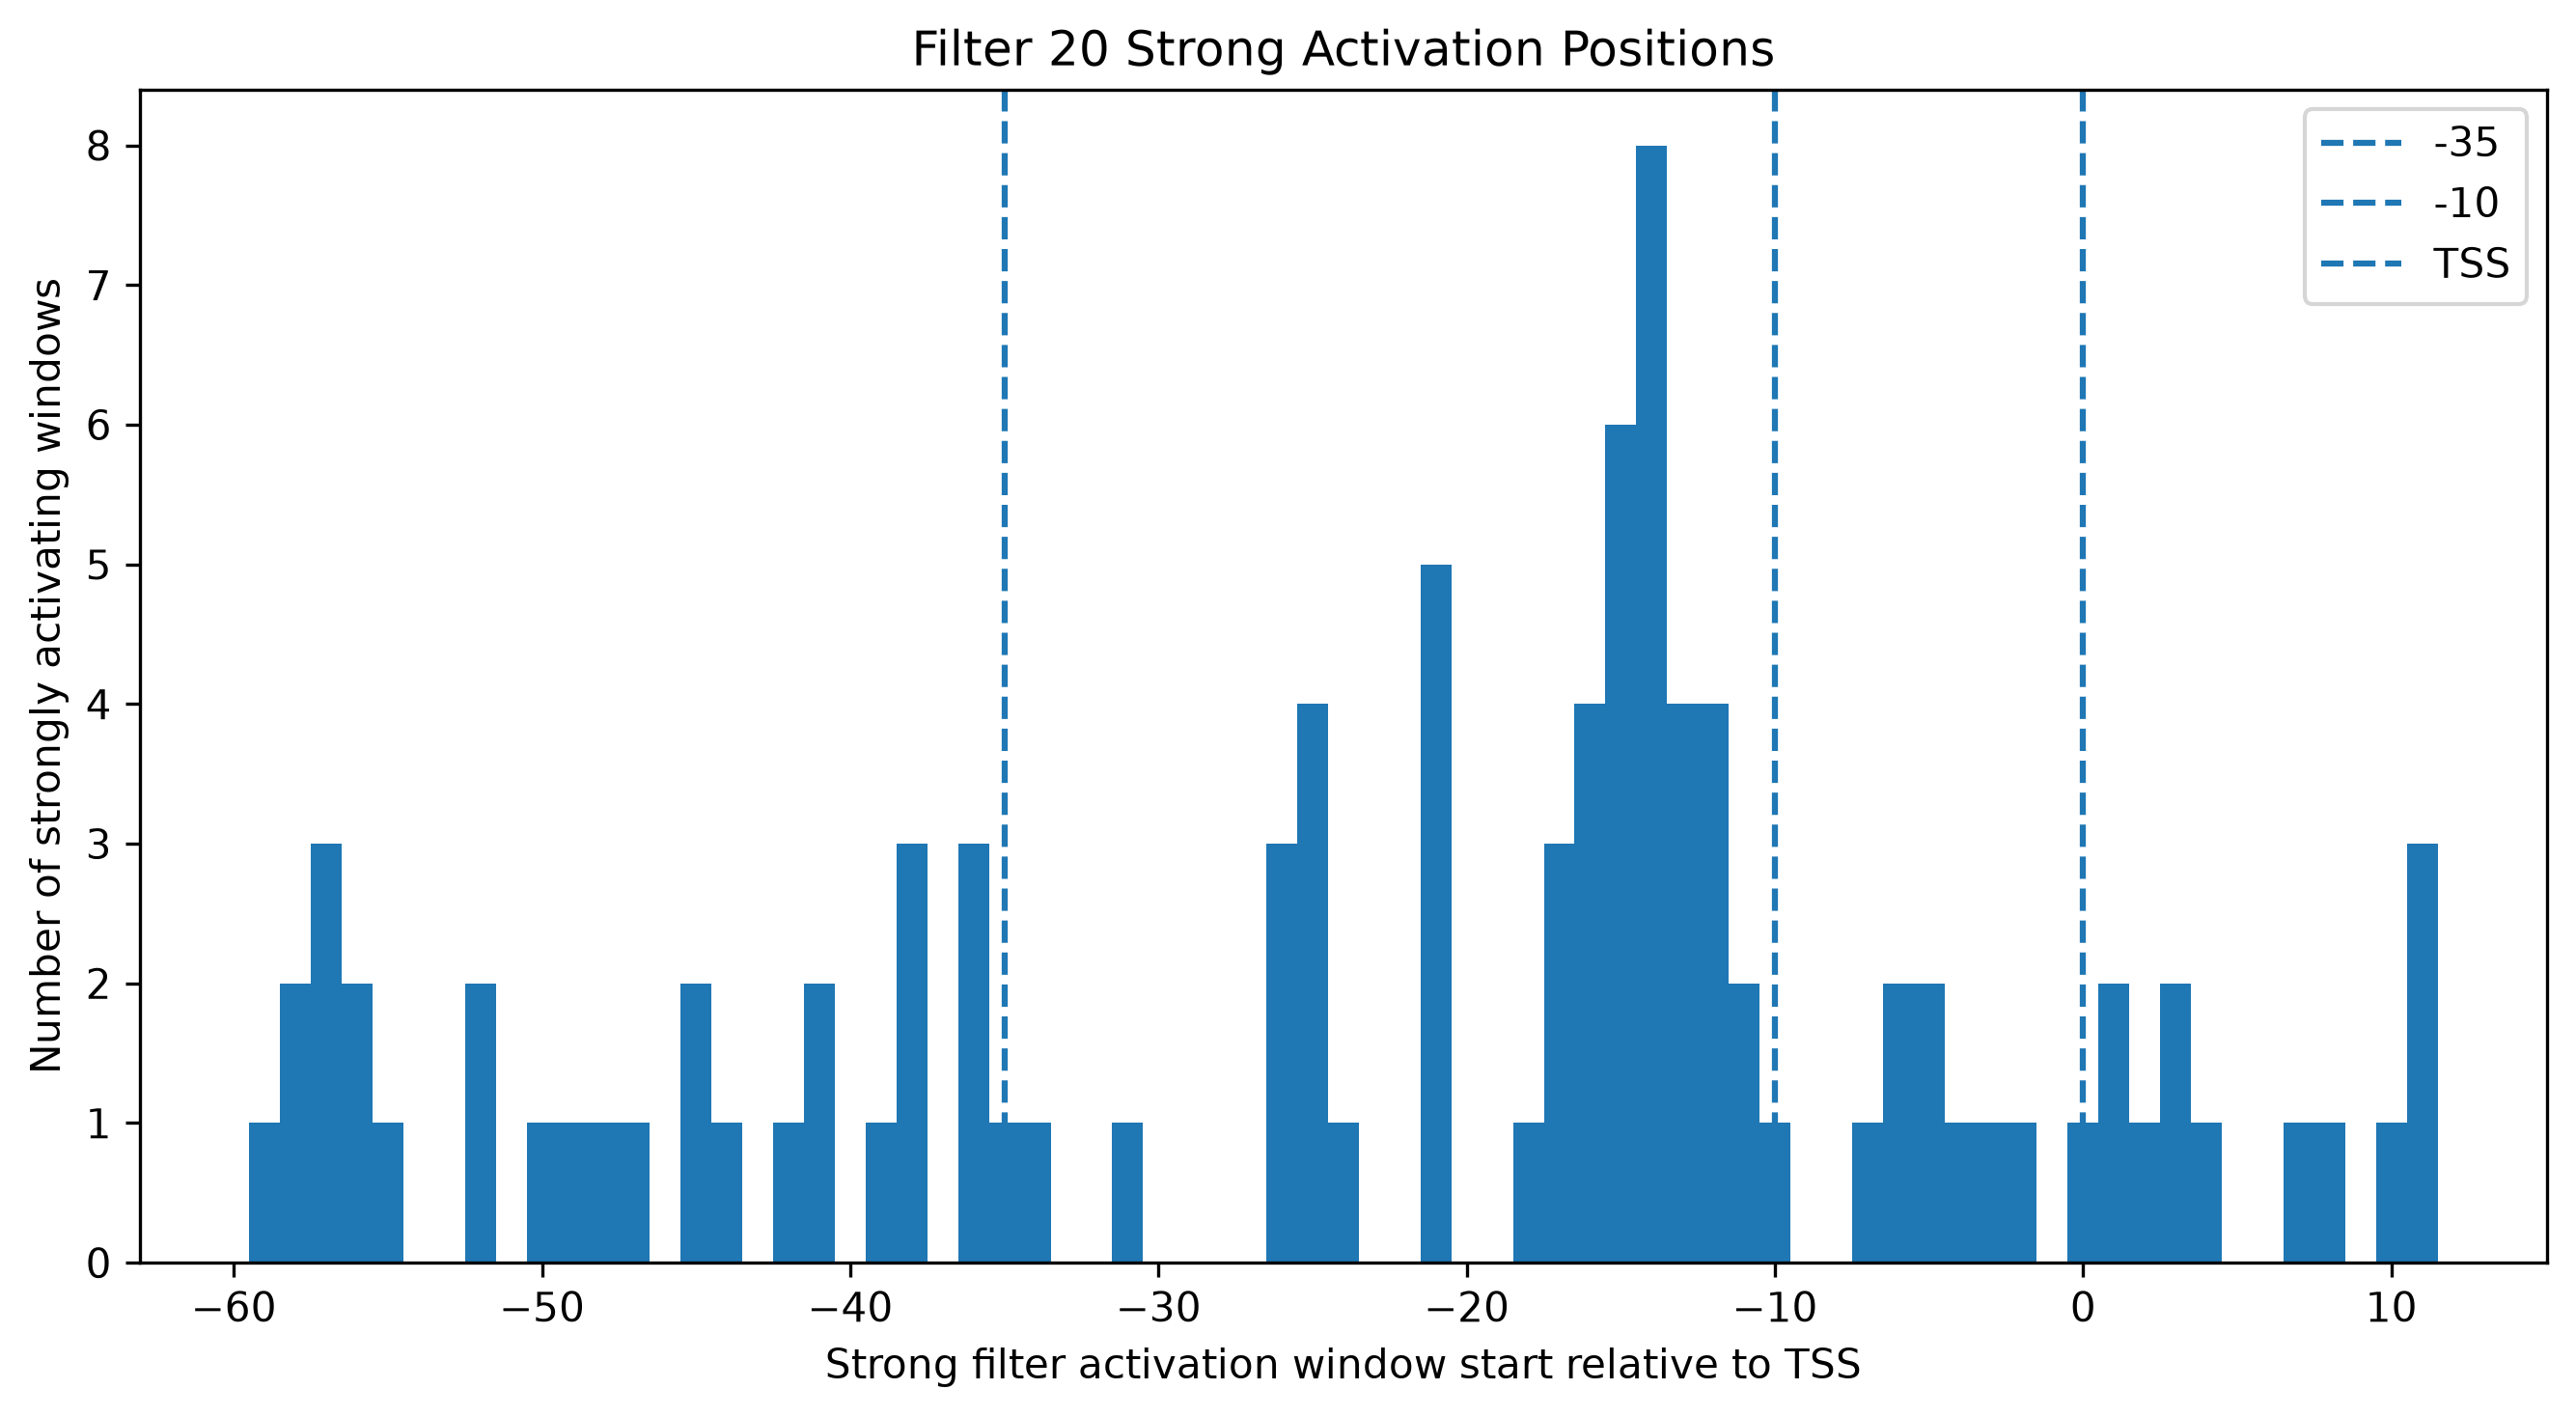 Filter 20 Strong Activation Positions
-35
-10
TSS
Number of strongly activating windows
8
7
6
5
4
3
2
1
0
−60 −50 −40 −30 −20 −10 0 10
Strong filter activation window start relative to TSS